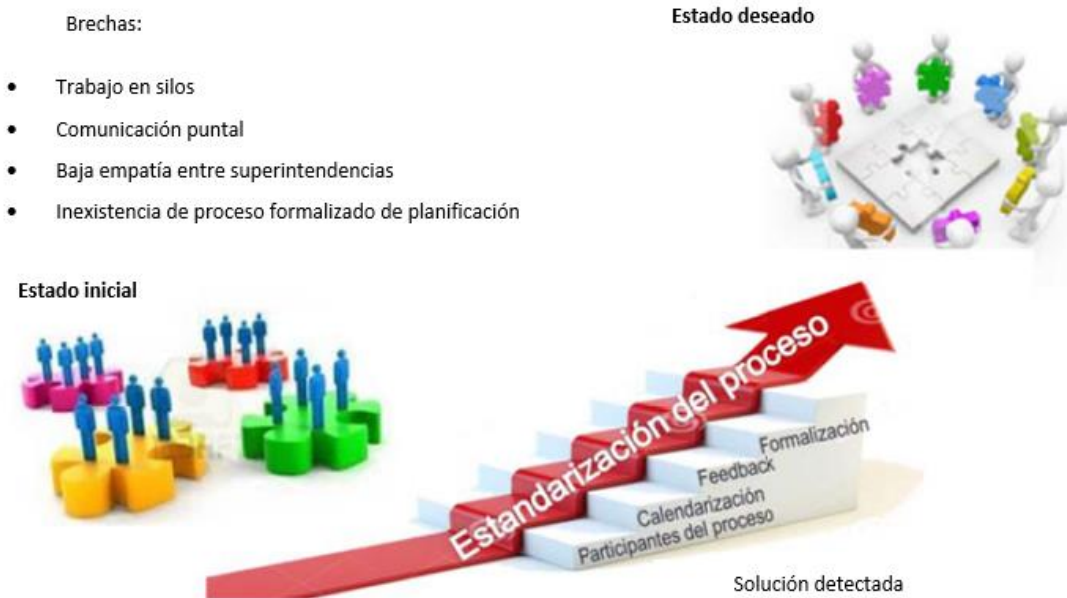 Brechas:
Estado deseado
• Trabajo en silos
• Comunicación puntal
• Baja empatía entre superintendencias
• Inexistencia de proceso formalizado de planificación
Estado inicial
Estandarización del proceso
Formalización
Feedback
Calendarización
Participantes del proceso
Solución detectada